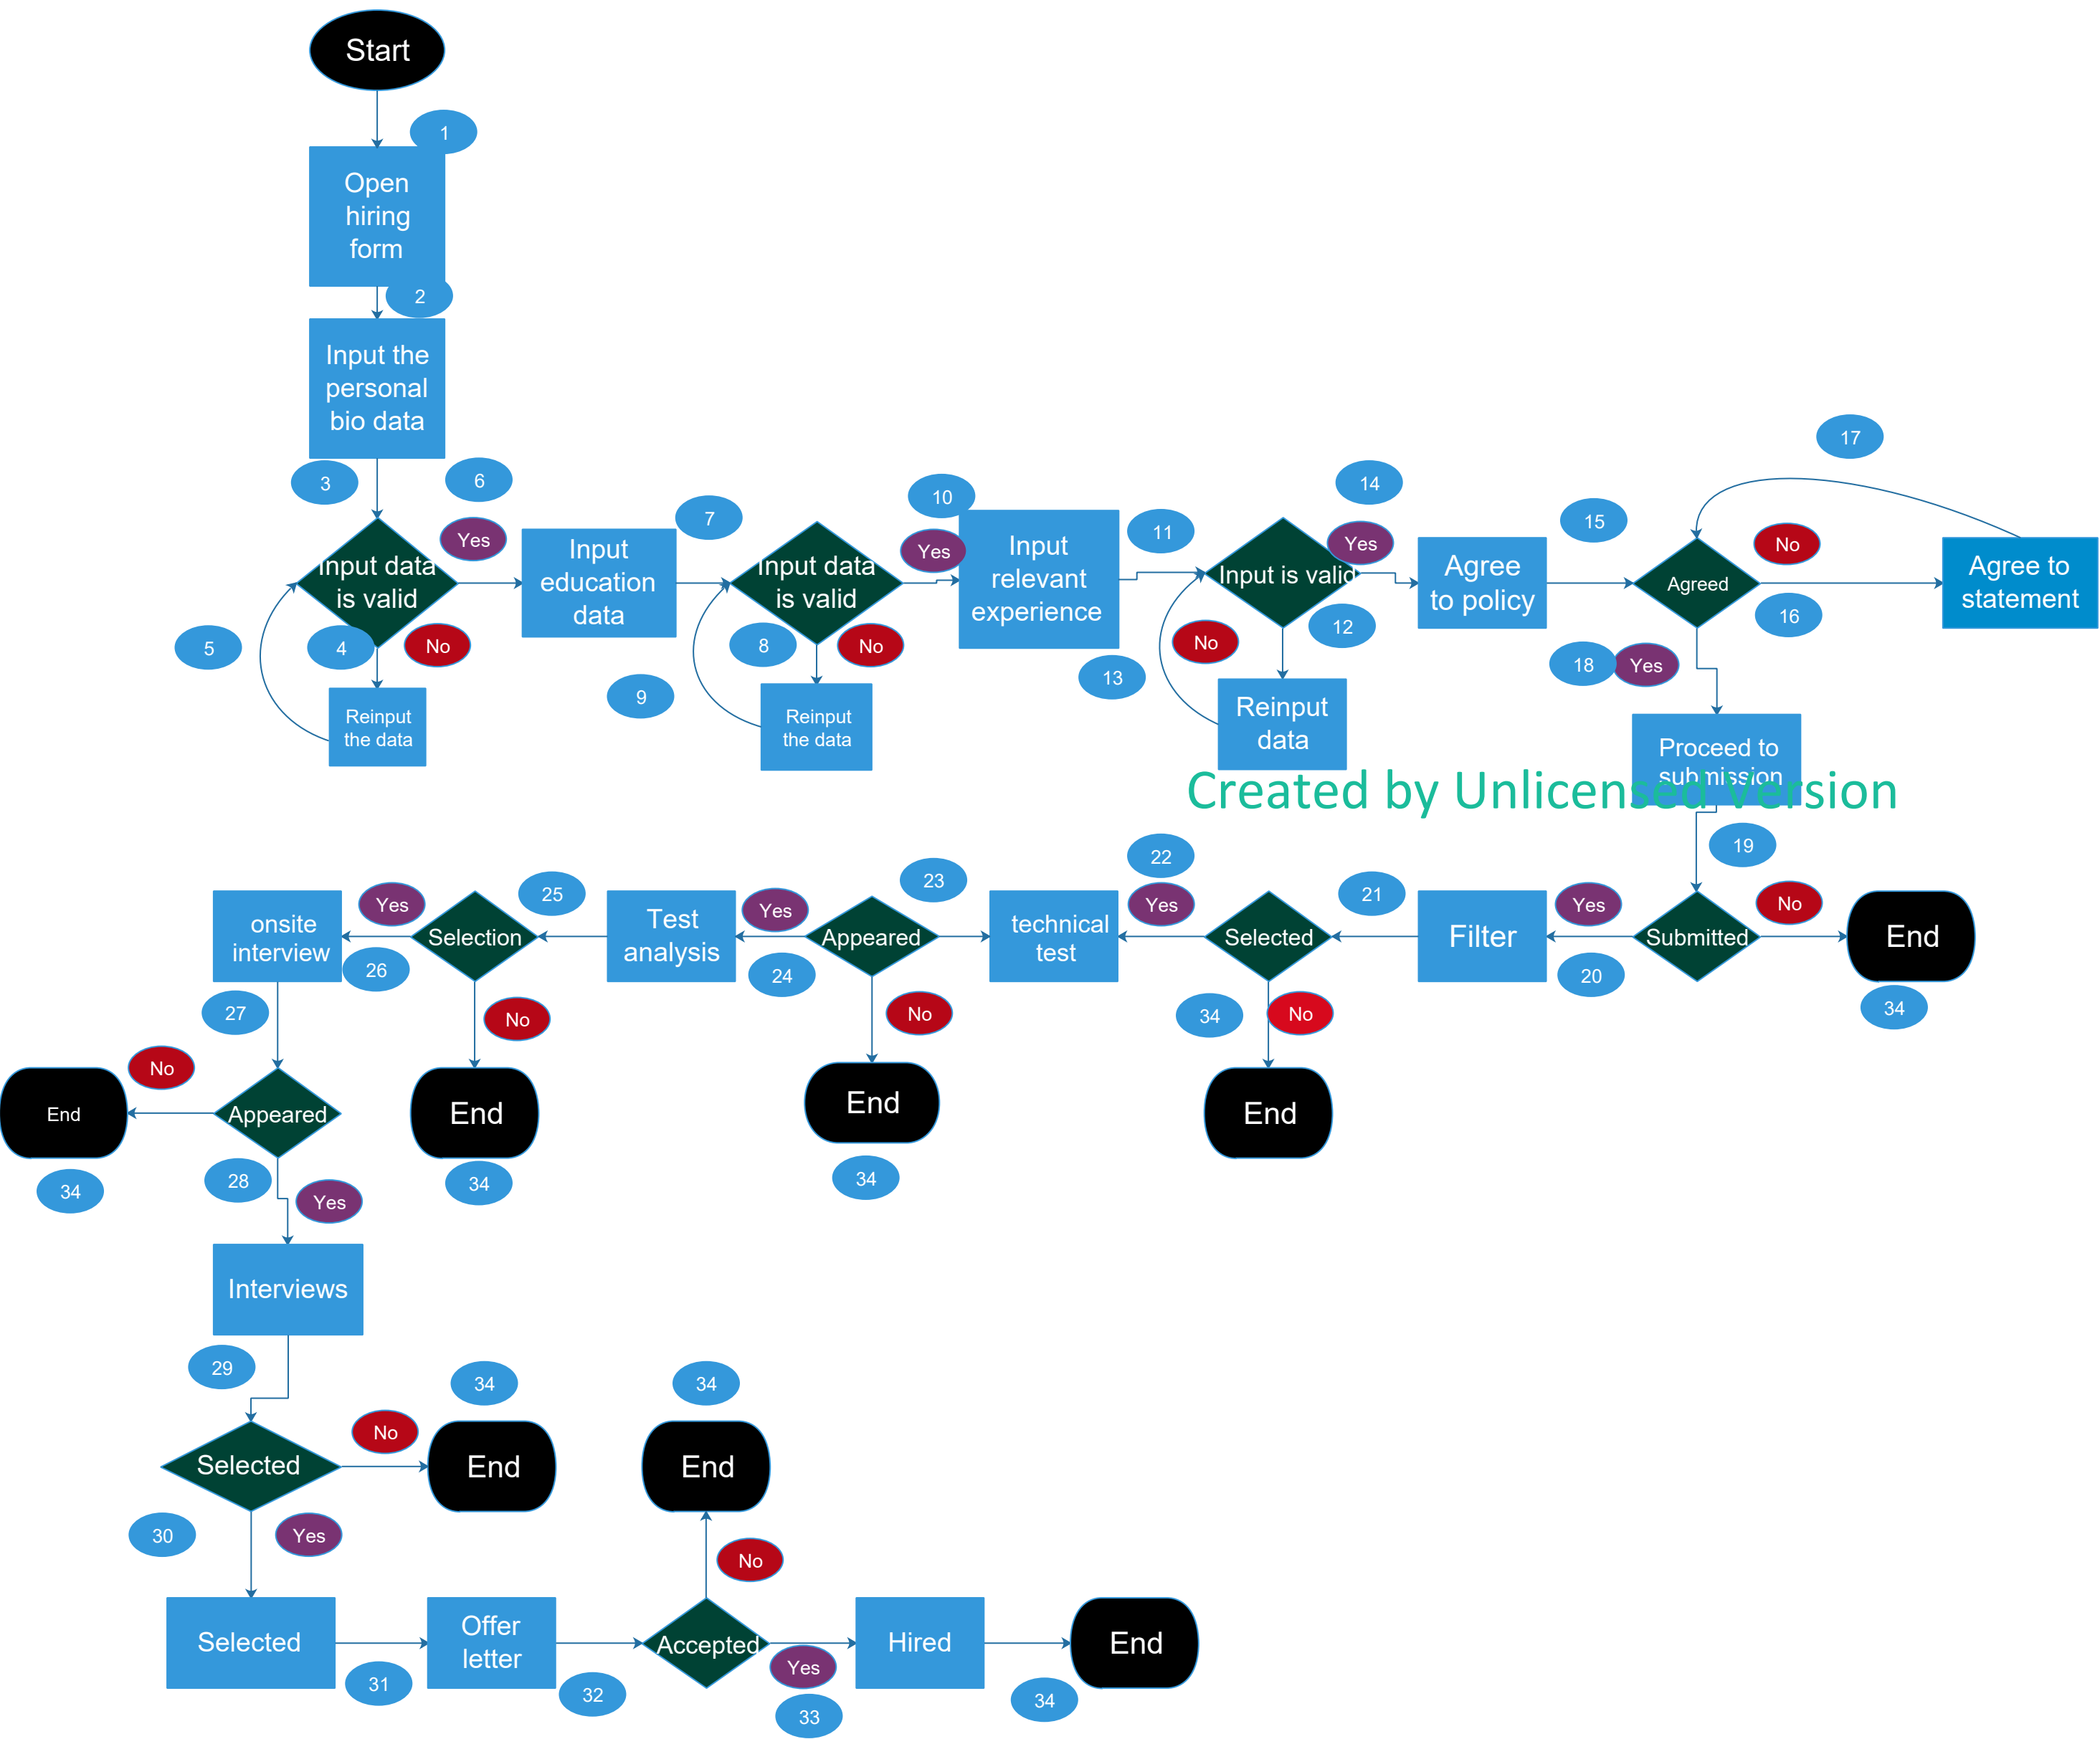 Start
1
Open
hiring
form
2
Input the
personal
bio data
3
6
Yes
Input data
is valid
5
4
No
Reinput
the data
Input
education
data
7
Input data
is valid
8
No
9
Reinput
the data
10
Yes
Input
relevant
experience
11
13
Input is valid
14
Yes
12
No
Reinput
data
Agree
to policy
15
Agreed
17
No
16
Agree to
statement
18
Yes
Proceed to
submission
Created by Unlicensed Version
19
Submitted
No
End
34
Yes
20
Filter
21
Selected
34
No
End
22
Yes
technical
test
23
Appeared
No
End
34
Yes
24
Test
analysis
25
Selection
No
End
34
Yes
26
onsite
interview
27
Appeared
No
End
34
28
Yes
Interviews
29
Selected
No
34
End
30
Yes
Selected
31
Offer
letter
32
Accepted
No
34
End
Yes
33
Hired
34
End